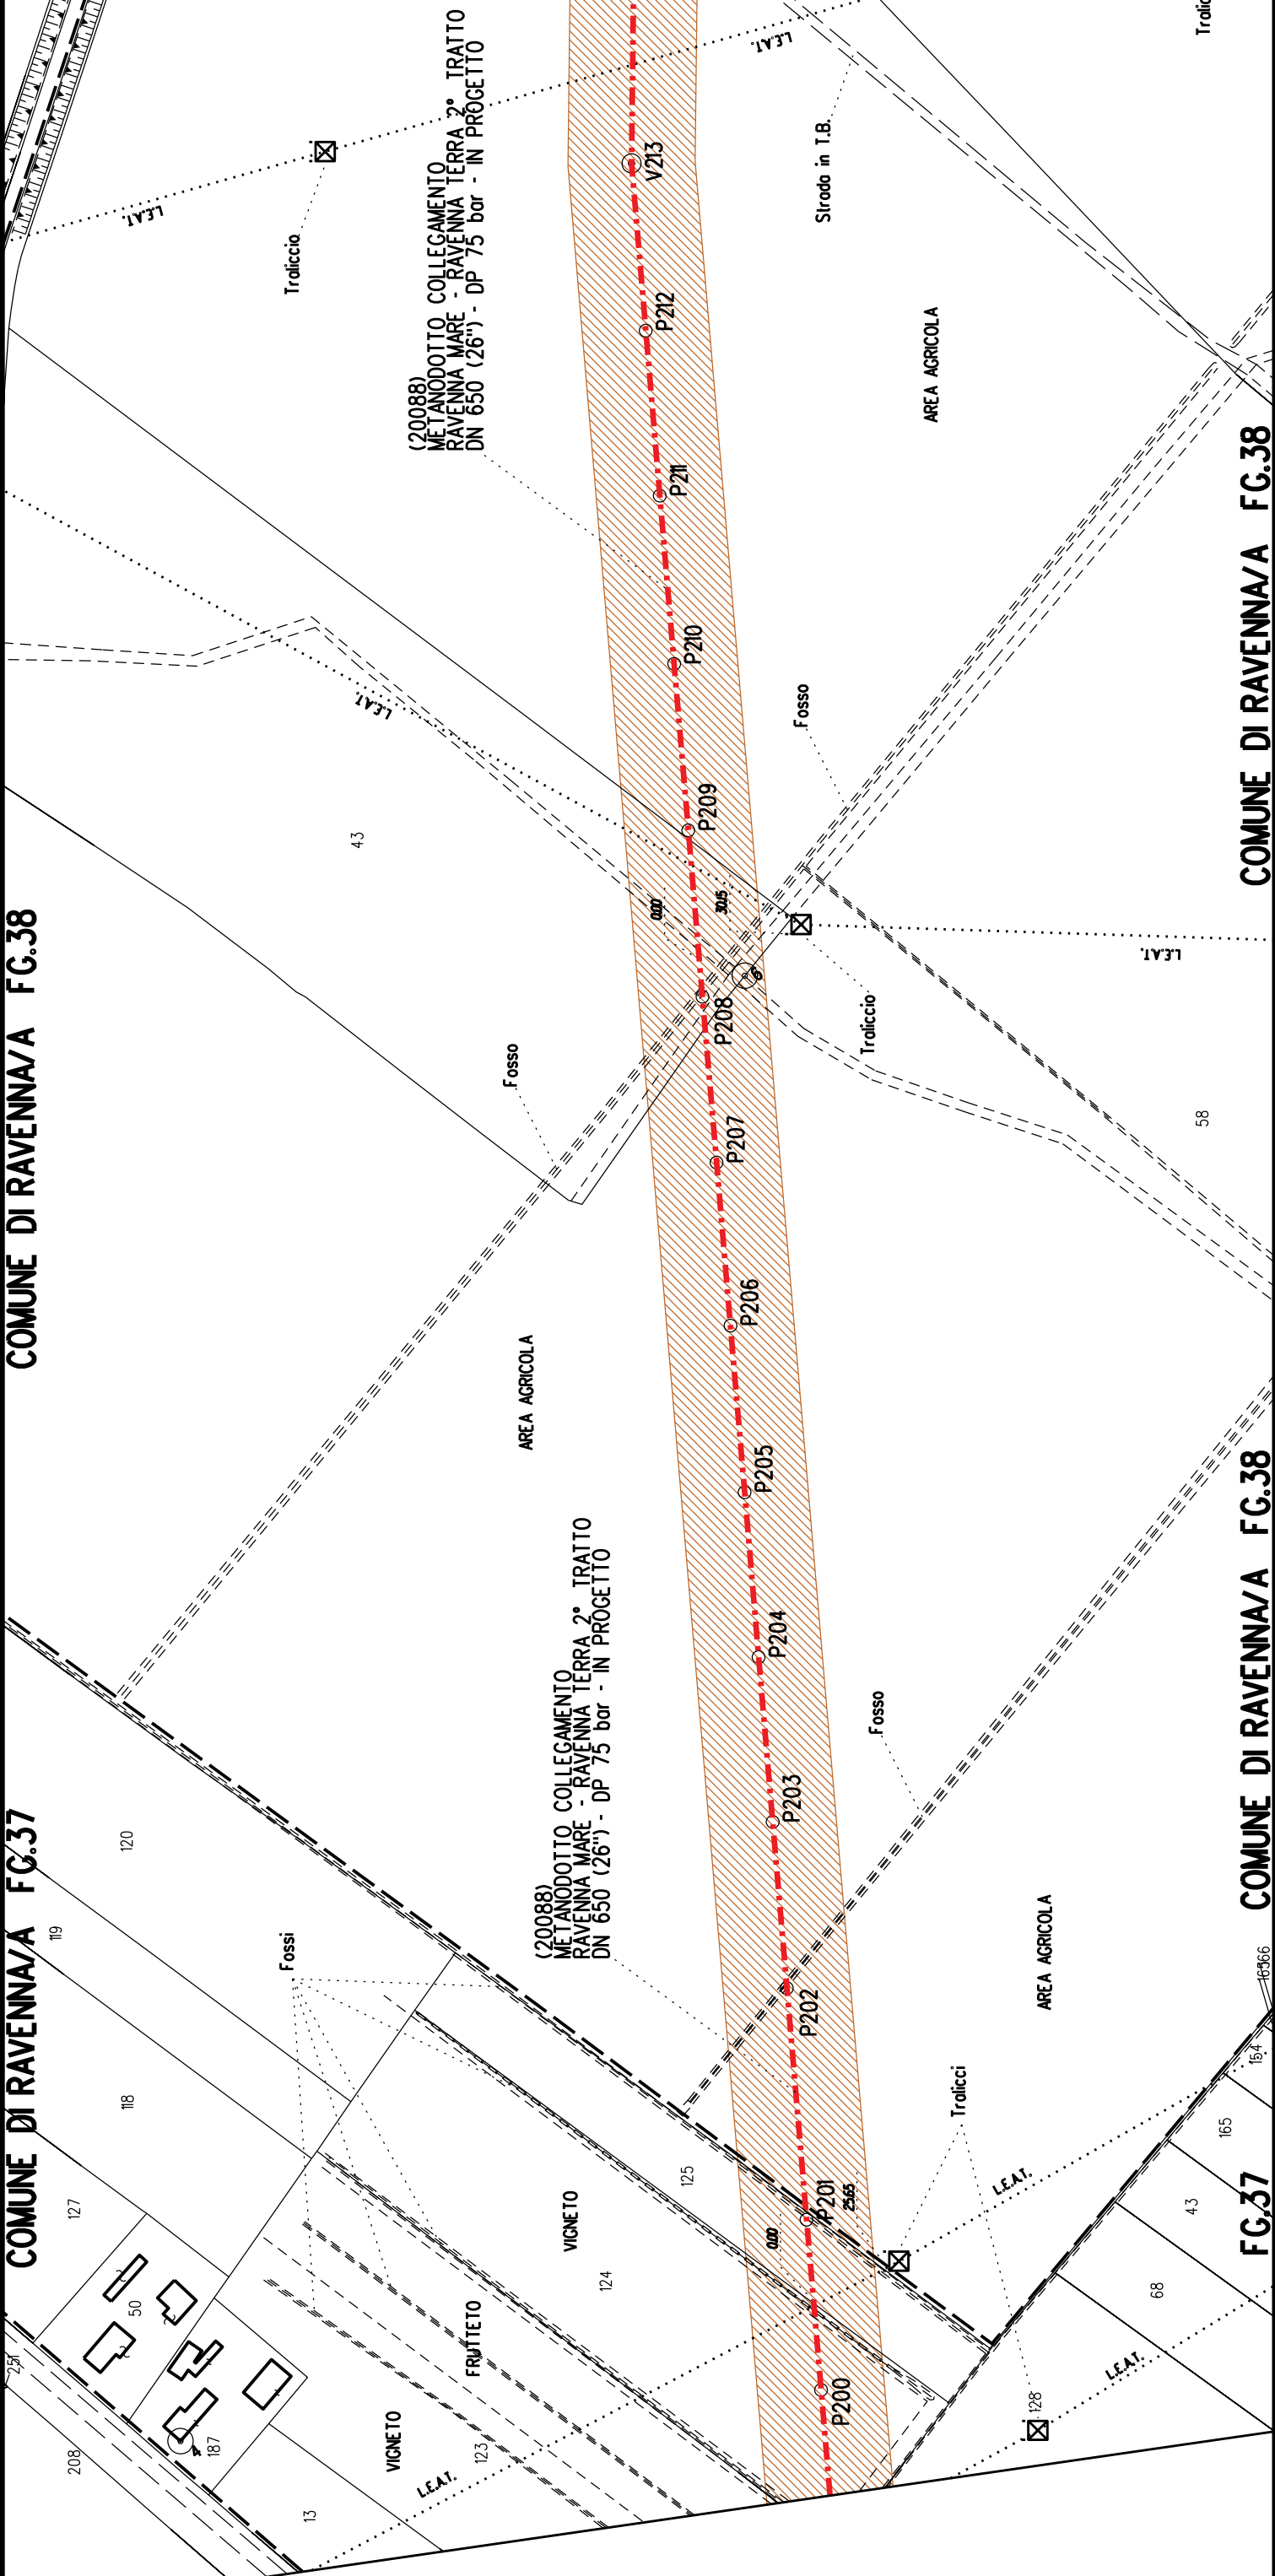 COMUNE DI RAVENNA/A FG.37
COMUNE DI RAVENNA/A FG.38
L.E.A.T.
Traliccio
(20088)
METANODOTTO COLLEGAMENTO
RAVENNA MARE - RAVENNA TERRA 2° TRATTO
DN 650 (26") - DP 75 bar - IN PROGETTO
L.E.A.T.
Strada in T.B.
V213
P212
P211
P210
P209
P208
P207
P206
P205
P204
P203
P202
P201
P200
AREA AGRICOLA
43
L.E.A.T.
Fosso
0.00
30.15
6
Traliccio
L.E.A.T.
Fosso
58
AREA AGRICOLA
(20088)
METANODOTTO COLLEGAMENTO
RAVENNA MARE - RAVENNA TERRA 2° TRATTO
DN 650 (26") - DP 75 bar - IN PROGETTO
Fosso
AREA AGRICOLA
120
119
118
127
Fossi
125
124
VIGNETO
FRUTTETO
VIGNETO
123
50
187
4
13
208
251
L.E.A.T.
0.00
25.65
Tralicci
L.E.A.T.
L.E.A.T.
128
68
43
165
154
FG.37
COMUNE DI RAVENNA/A FG.38
COMUNE DI RAVENNA/A FG.38